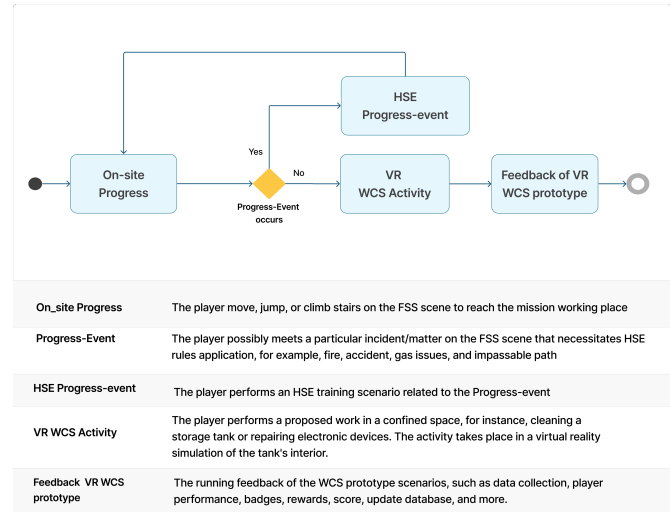 HSE
Progress-event
Yes
On-site
Progress
No
VR
WCS Activity
Feedback of VR
WCS prototype
Progress-Event
occurs
On_site Progress
The player move, jump, or climb stairs on the FSS scene to reach the mission working place
Progress-Event
The player possibly meets a particular incident/matter on the FSS scene that necessitates HSE
rules application, for example, fire, accident, gas issues, and impassable path
HSE Progress-event
The player performs an HSE training scenario related to the Progress-event
VR WCS Activity
The player performs a proposed work in a confined space, for instance, cleaning a
storage tank or repairing electronic devices. The activity takes place in a virtual reality
simulation of the tank's interior.
Feedback VR WCS
prototype
The running feedback of the WCS prototype scenarios, such as data collection, player
performance, badges, rewards, score, update database, and more.